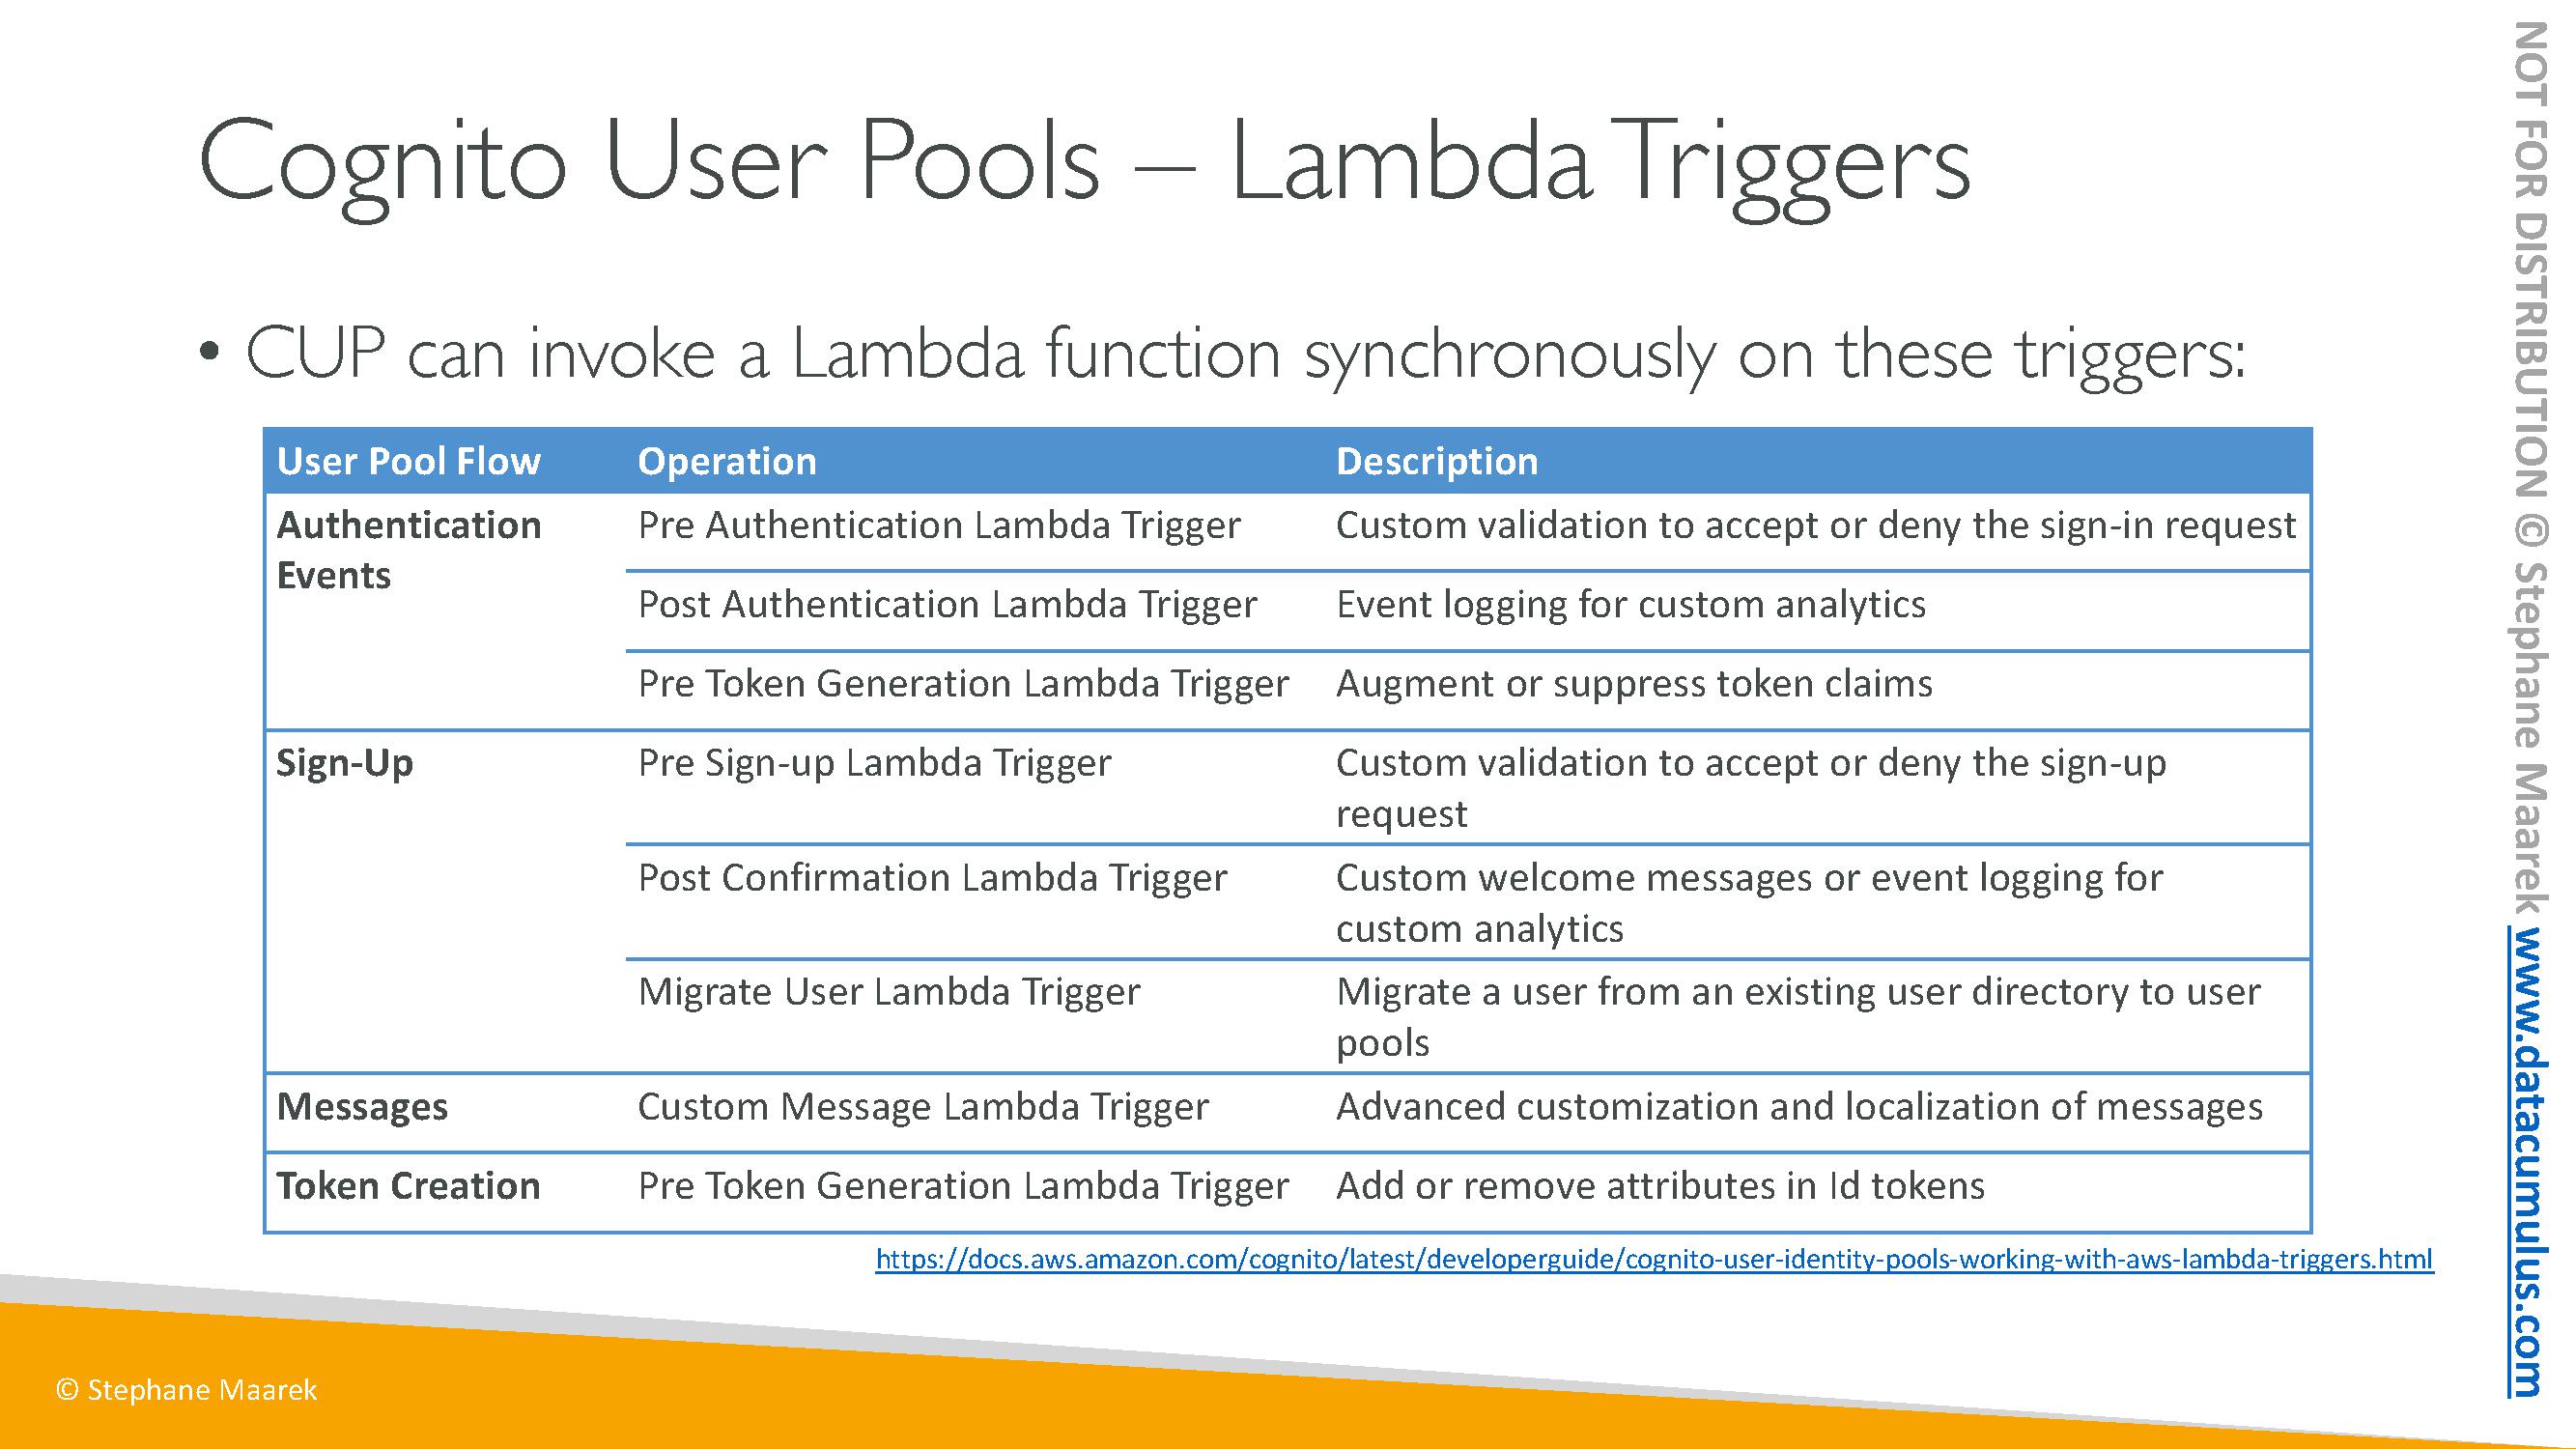 Cognito User Pools – Lambda Triggers
• CUP can invoke a Lambda function synchronously on these triggers:
User Pool Flow Operation Description
Authentication Events Pre Authentication Lambda Trigger Custom validation to accept or deny the sign-in request
Post Authentication Lambda Trigger Event logging for custom analytics
Pre Token Generation Lambda Trigger Augment or suppress token claims
Sign-Up Pre Sign-up Lambda Trigger Custom validation to accept or deny the sign-up
request
Post Confirmation Lambda Trigger Custom welcome messages or event logging for
custom analytics
Migrate User Lambda Trigger Migrate a user from an existing user directory to user
pools
Messages Custom Message Lambda Trigger Advanced customization and localization of messages
Token Creation Pre Token Generation Lambda Trigger Add or remove attributes in Id tokens
https://docs.aws.amazon.com/cognito/latest/developerguide/cognito-user-identity-pools-working-with-aws-lambda-triggers.html
© Stephane Maarek
NOT FOR DISTRIBUTION © Stephane Maarek www.datacumulus.com